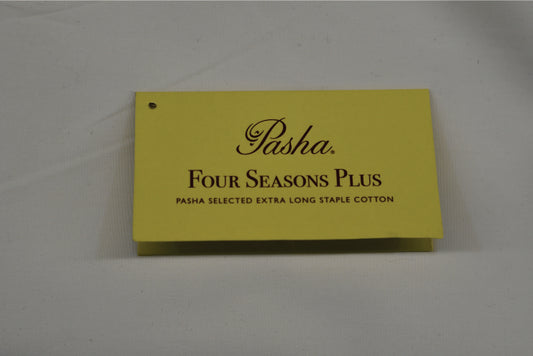 Pasha®
FOUR SEASONS PLUS
PASHA SELECTED EXTRA LONG STAPLE COTTON